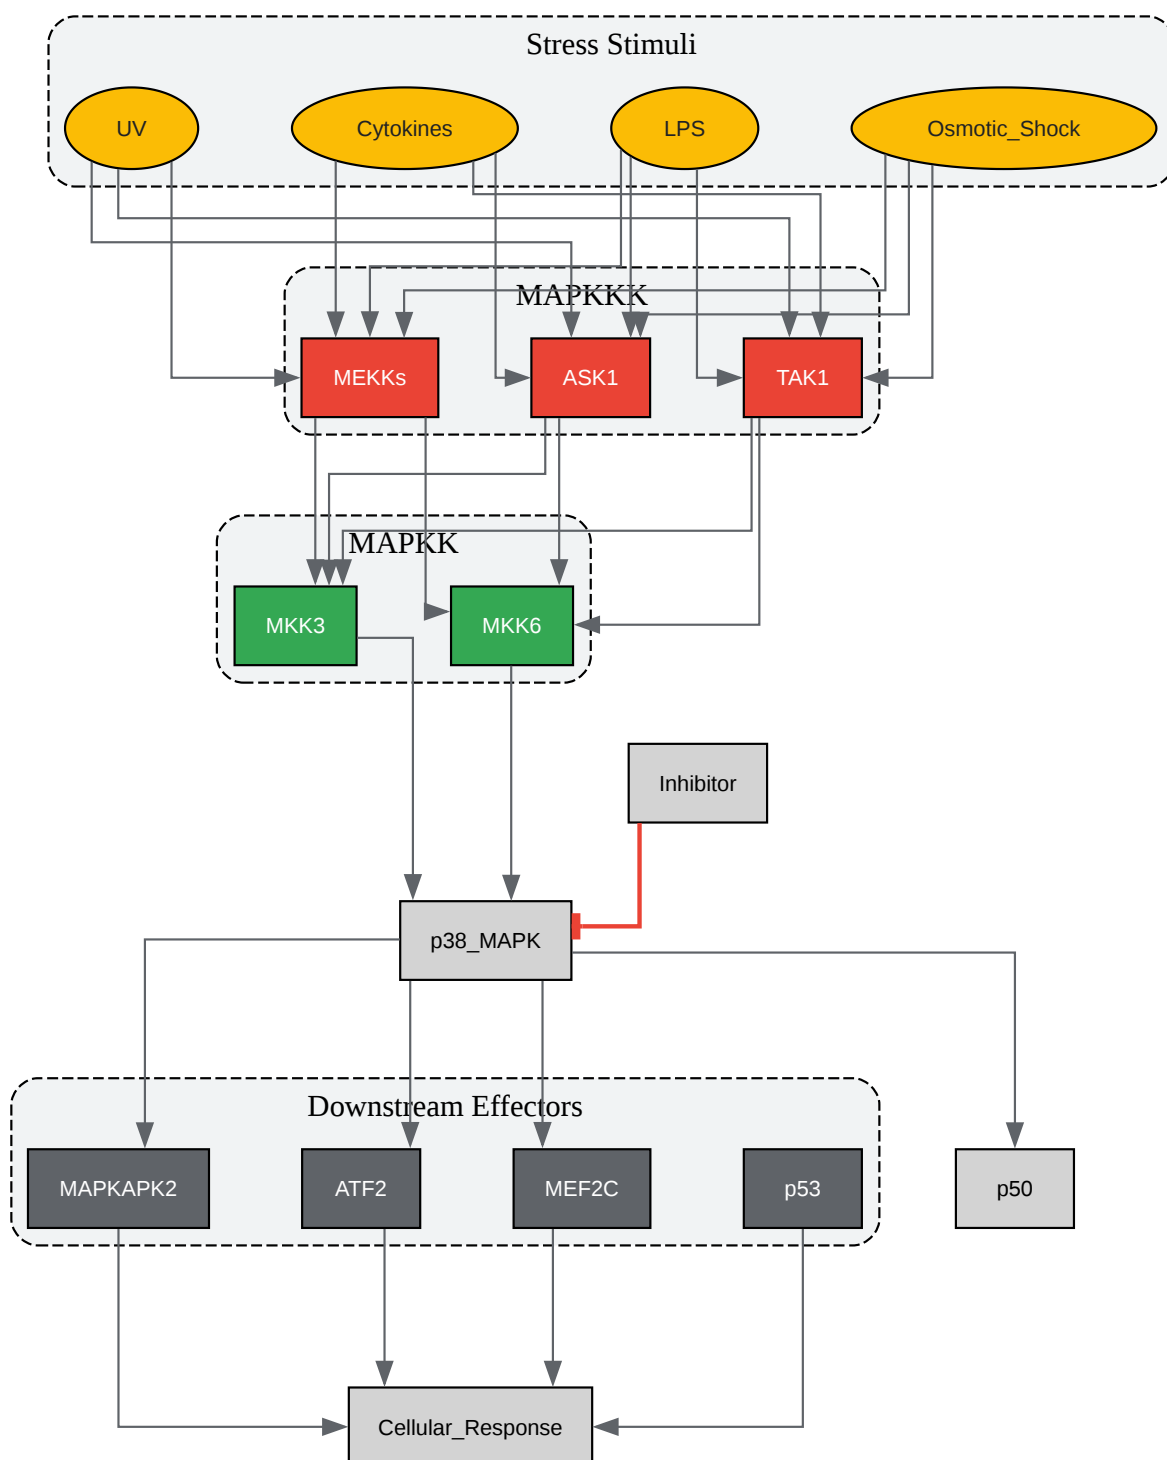 Stress Stimuli
UV
Cytokines
LPS
Osmotic_Shock
MAPKKK
MEKKs
ASK1
TAK1
MAPKK
MKK3
MKK6
Inhibitor
p38_MAPK
Downstream Effectors
MAPKAPK2
ATF2
MEF2C
p53
p50
Cellular_Response